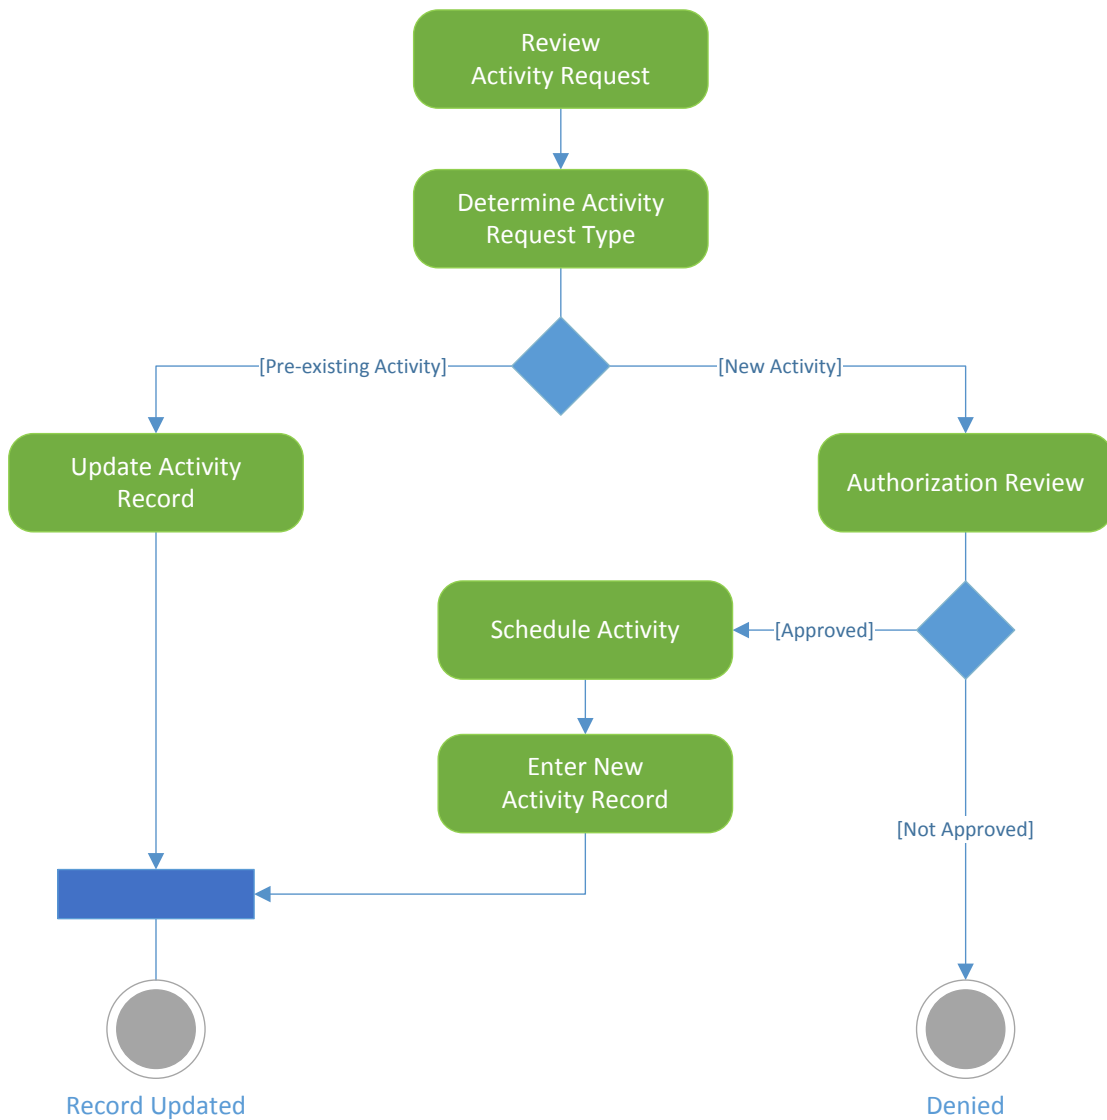 Review
Activity Request
Determine Activity
Request Type
[Pre-existing Activity]
[New Activity]
Update Activity
Record
Authorization Review
Schedule Activity
[Approved]
Enter New
Activity Record
[Not Approved]
Record Updated
Denied